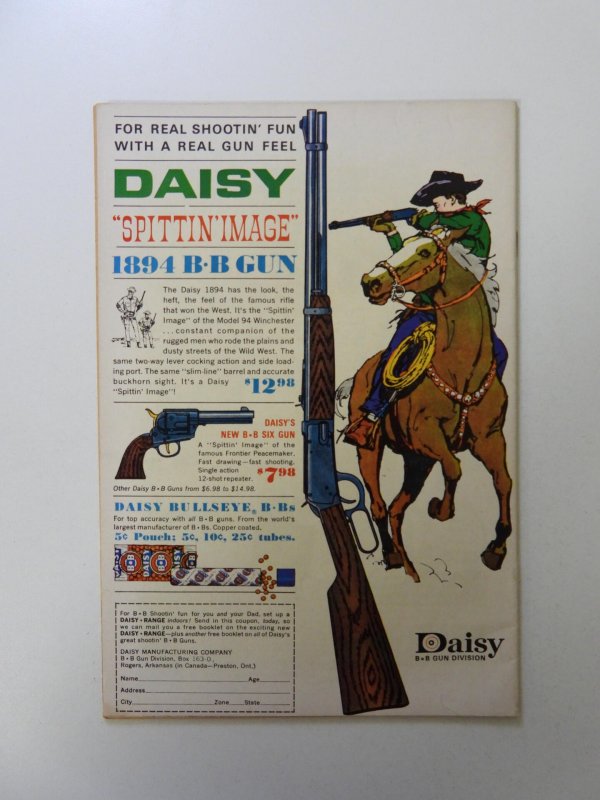 FOR REAL SHOOTIN' FUN
WITH A REAL GUN FEEL
DAISY
"SPITTIN' IMAGE"
1894 B•B GUN
The Daisy 1894 has the look, the
heft, the feel of the famous rifle
that won the West. It's the "Spittin'
Image" of the Model 94 Winchester
...constant companion of the
rugged men who rode the plains and
dusty streets of the Wild West. The
same two-way lever cocking action and side load-
ing port. The same "slim-line" barrel and accurate
buckhorn sight. It's a Daisy
"Spittin' Image"!
$12.98
DAISY'S
NEW B•B SIX GUN
A "Spittin' Image" of the
famous Frontier Peacemaker.
Fast drawing—fast shooting.
Single action
12-shot repeater.
$7.98
Other Daisy B•B Guns from $6.98 to $14.98.
DAISY BULLSEYE, B•Bs
For top accuracy with all B•B guns. From the world's
largest manufacturer of B•Bs. Copper coated.
5¢ Pouch; 5¢, 10¢, 25¢ tubes.
For B•B Shootin' fun for you and your Dad, set up a
DAISY•RANGE indoors! Send in this coupon, today, so
we can mail you a free booklet on the exciting new
DAISY•RANGE—plus another free booklet on all of Daisy's
great shootin' B•B Guns.
DAISY MANUFACTURING COMPANY
B•B Gun Division, Box 163-D,
Rogers, Arkansas (in Canada—Preston, Ont.)
Name Age
Address
City Zone State
Daisy
B•B GUN DIVISION